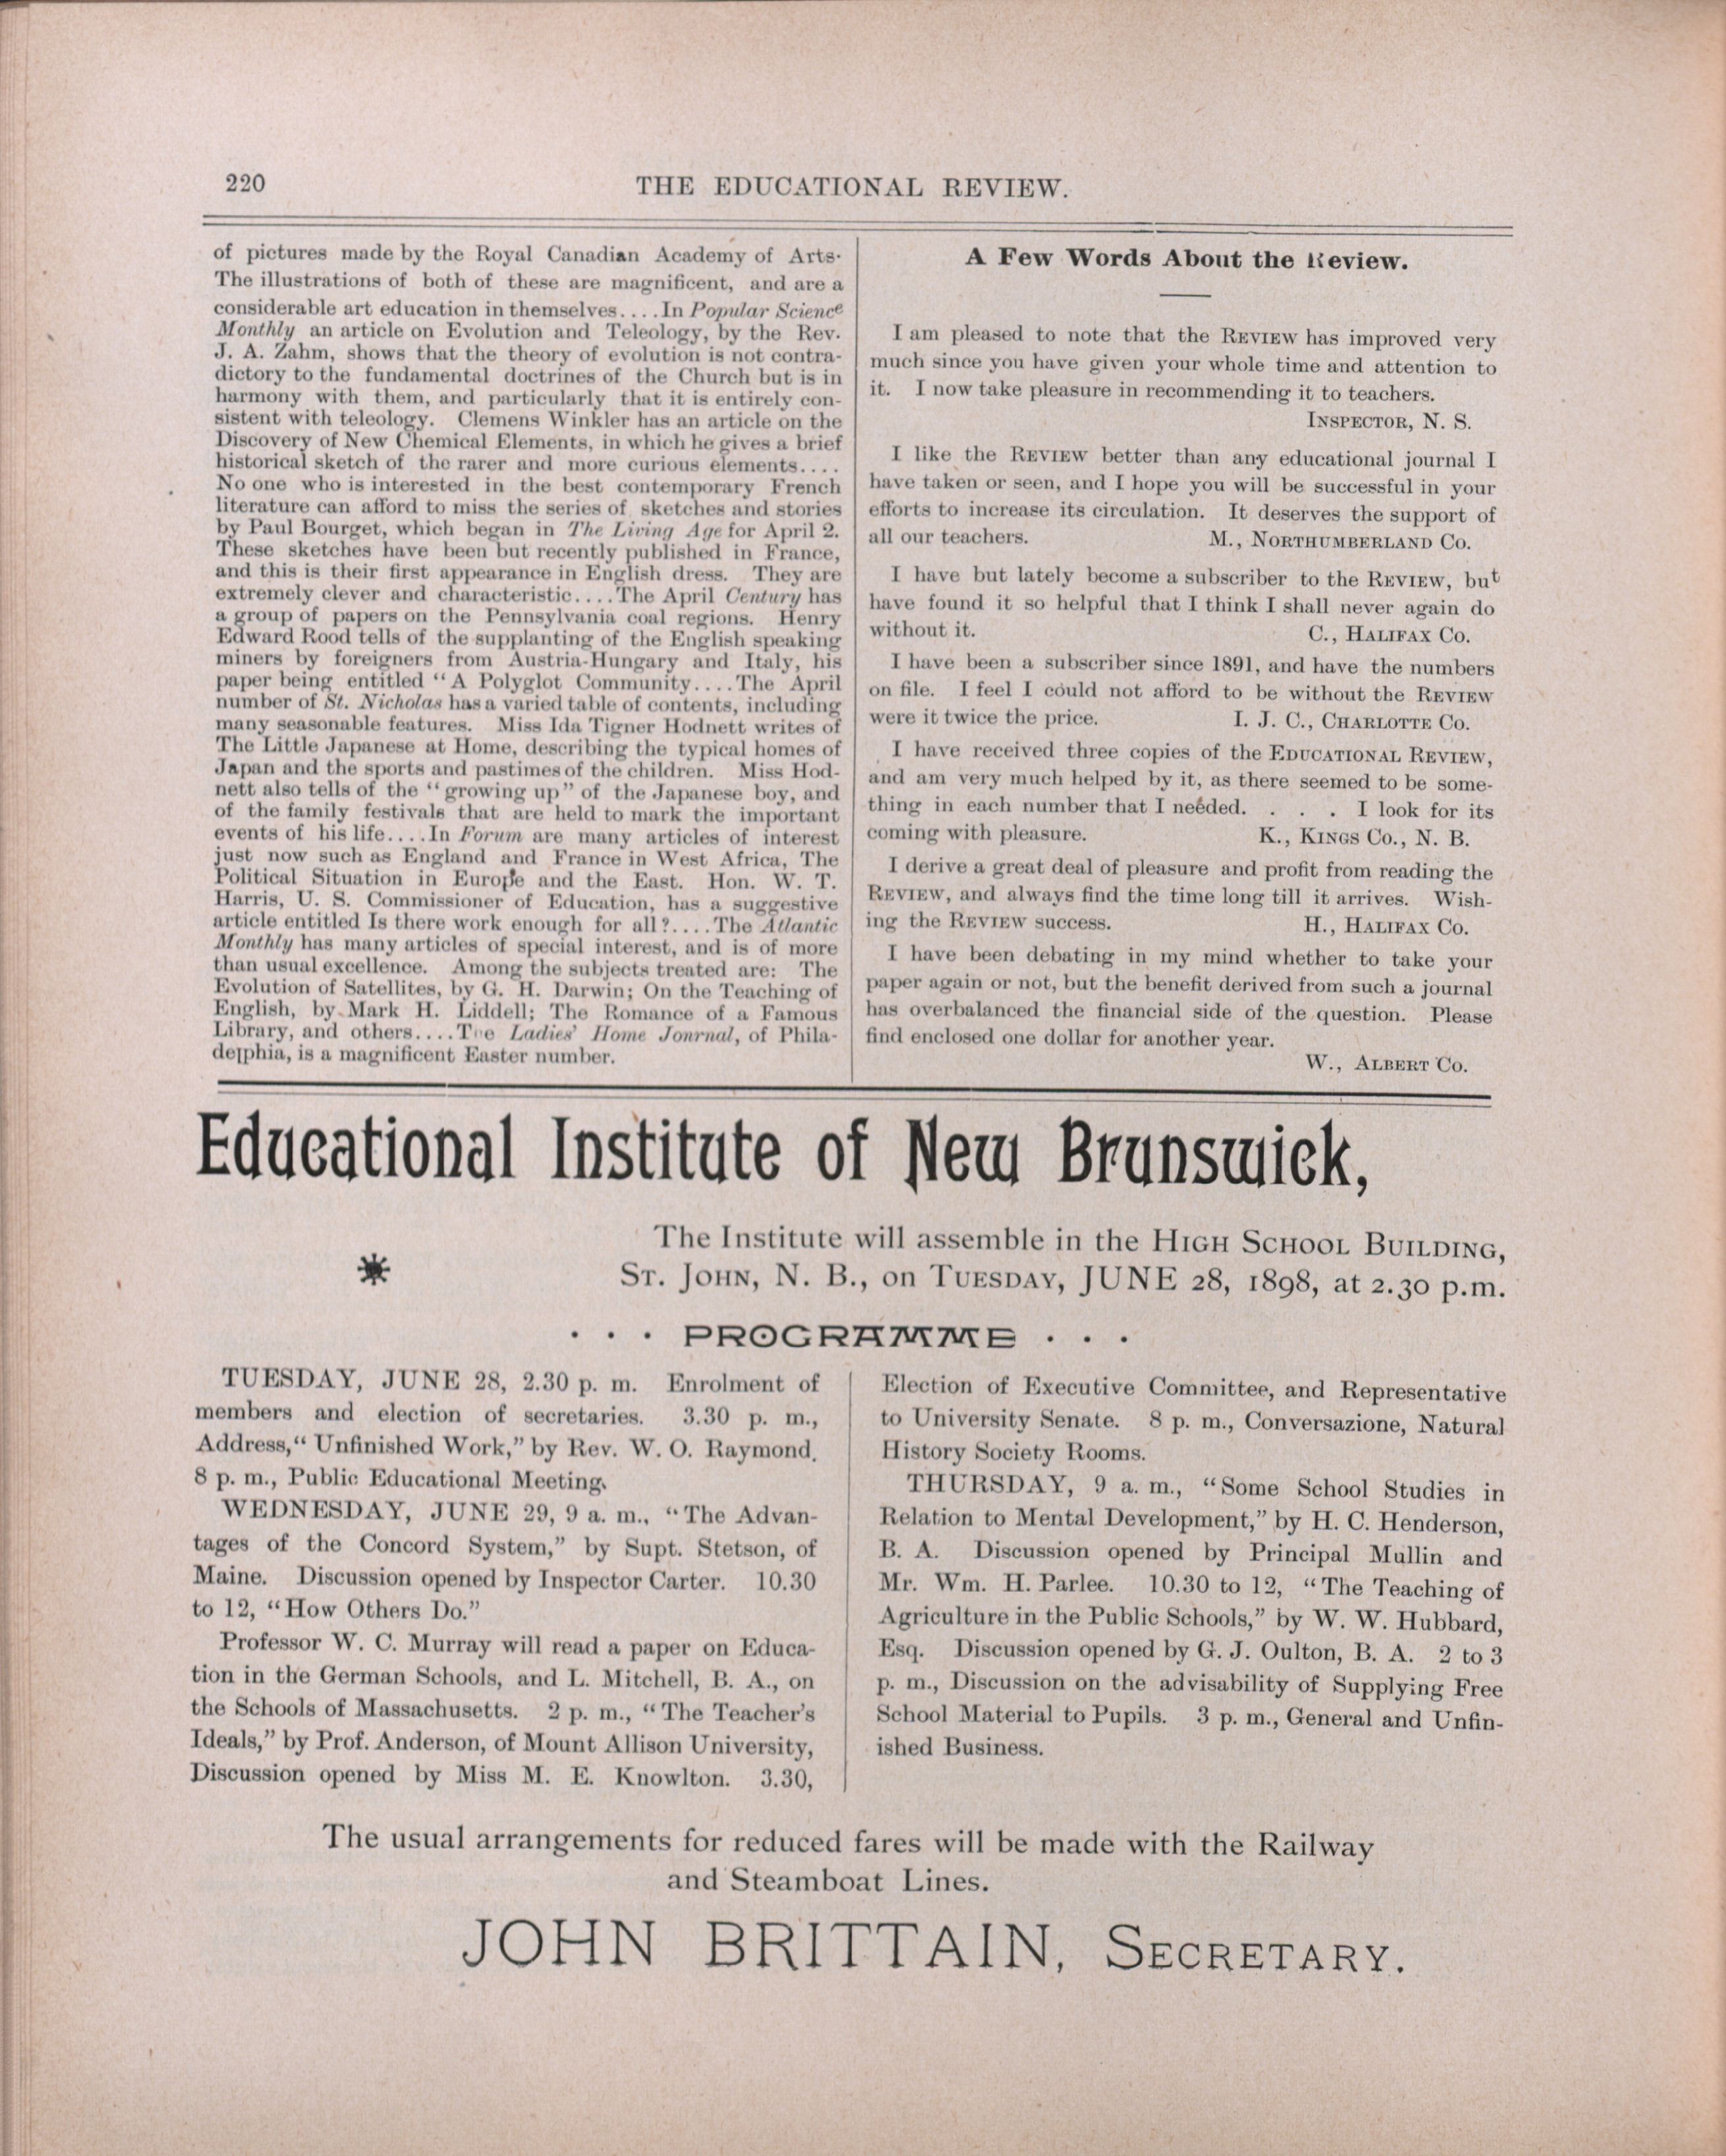 220
THE EDUCATIONAL REVIEW.
of pictures made by the Royal Canadian Academy of Arts·
The illustrations of both of these are magnificent, and are a
considerable art education in themselves....In Popular Science
Monthly an article on Evolution and Teleology, by the Rev.
J. A. Zahm, shows that the theory of evolution is not contra-
dictory to the fundamental doctrines of the Church but is in
harmony with them, and particularly that it is entirely con-
sistent with teleology. Clemens Winkler has an article on the
Discovery of New Chemical Elements, in which he gives a brief
historical sketch of the rarer and more curious elements....
No one who is interested in the best contemporary French
literature can afford to miss the series of sketches and stories
by Paul Bourget, which began in The Living Age for April 2.
These sketches have been but recently published in France,
and this is their first appearance in English dress. They are
extremely clever and characteristic....The April Century has
a group of papers on the Pennsylvania coal regions. Henry
Edward Rood tells of the supplanting of the English speaking
miners by foreigners from Austria-Hungary and Italy, his
paper being entitled "A Polyglot Community....The April
number of St. Nicholas has a varied table of contents, including
many seasonable features. Miss Ida Tigner Hodnett writes of
The Little Japanese at Home, describing the typical homes of
Japan and the sports and pastimes of the children. Miss Hod-
nett also tells of the "growing up" of the Japanese boy, and
of the family festivals that are held to mark the important
events of his life....In Forum are many articles of interest
just now such as England and France in West Africa, The
Political Situation in Europe and the East. Hon. W. T.
Harris, U. S. Commissioner of Education, has a suggestive
article entitled Is there work enough for all?....The Atlantic
Monthly has many articles of special interest, and is of more
than usual excellence. Among the subjects treated are: The
Evolution of Satellites, by G. H. Darwin; On the Teaching of
English, by Mark H. Liddell; The Romance of a Famous
Library, and others....The Ladies' Home Jonrnal, of Phila-
delphia, is a magnificent Easter number.
A Few Words About the Review.
I am pleased to note that the REVIEW has improved very
much since you have given your whole time and attention to
it. I now take pleasure in recommending it to teachers.
INSPECTOR, N. S.
I like the REVIEW better than any educational journal I
have taken or seen, and I hope you will be successful in your
efforts to increase its circulation. It deserves the support of
all our teachers. M., NORTHUMBERLAND CO.
I have but lately become a subscriber to the REVIEW, but
have found it so helpful that I think I shall never again do
without it. C., HALIFAX CO.
I have been a subscriber since 1891, and have the numbers
on file. I feel I could not afford to be without the REVIEW
were it twice the price. I. J. C., CHARLOTTE CO.
I have received three copies of the EDUCATIONAL REVIEW,
and am very much helped by it, as there seemed to be some-
thing in each number that I needed. . . . I look for its
coming with pleasure. K., KINGS CO., N. B.
I derive a great deal of pleasure and profit from reading the
REVIEW, and always find the time long till it arrives. Wish-
ing the REVIEW success. H., HALIFAX CO.
I have been debating in my mind whether to take your
paper again or not, but the benefit derived from such a journal
has overbalanced the financial side of the question. Please
find enclosed one dollar for another year.
W., ALBERT CO.
Educational Institute of New Brunswick,
The Institute will assemble in the HIGH SCHOOL BUILDING,
ST. JOHN, N. B., on TUESDAY, JUNE 28, 1898, at 2.30 p.m.
· · · PROGRAMME · · ·
TUESDAY, JUNE 28, 2.30 p. m. Enrolment of
members and election of secretaries. 3.30 p. m.,
Address, "Unfinished Work," by Rev. W. O. Raymond.
8 p. m., Public Educational Meeting.
WEDNESDAY, JUNE 29, 9 a. m., "The Advan-
tages of the Concord System," by Supt. Stetson, of
Maine. Discussion opened by Inspector Carter. 10.30
to 12, "How Others Do."
Professor W. C. Murray will read a paper on Educa-
tion in the German Schools, and L. Mitchell, B. A., on
the Schools of Massachusetts. 2 p. m., "The Teacher's
Ideals," by Prof. Anderson, of Mount Allison University,
Discussion opened by Miss M. E. Knowlton. 3.30,
Election of Executive Committee, and Representative
to University Senate. 8 p. m., Conversazione, Natural
History Society Rooms.
THURSDAY, 9 a. m., "Some School Studies in
Relation to Mental Development," by H. C. Henderson,
B. A. Discussion opened by Principal Mullin and
Mr. Wm. H. Parlee. 10.30 to 12, "The Teaching of
Agriculture in the Public Schools," by W. W. Hubbard,
Esq. Discussion opened by G. J. Oulton, B. A. 2 to 3
p. m., Discussion on the advisability of Supplying Free
School Material to Pupils. 3 p. m., General and Unfin-
ished Business.
The usual arrangements for reduced fares will be made with the Railway
and Steamboat Lines.
JOHN BRITTAIN, SECRETARY.